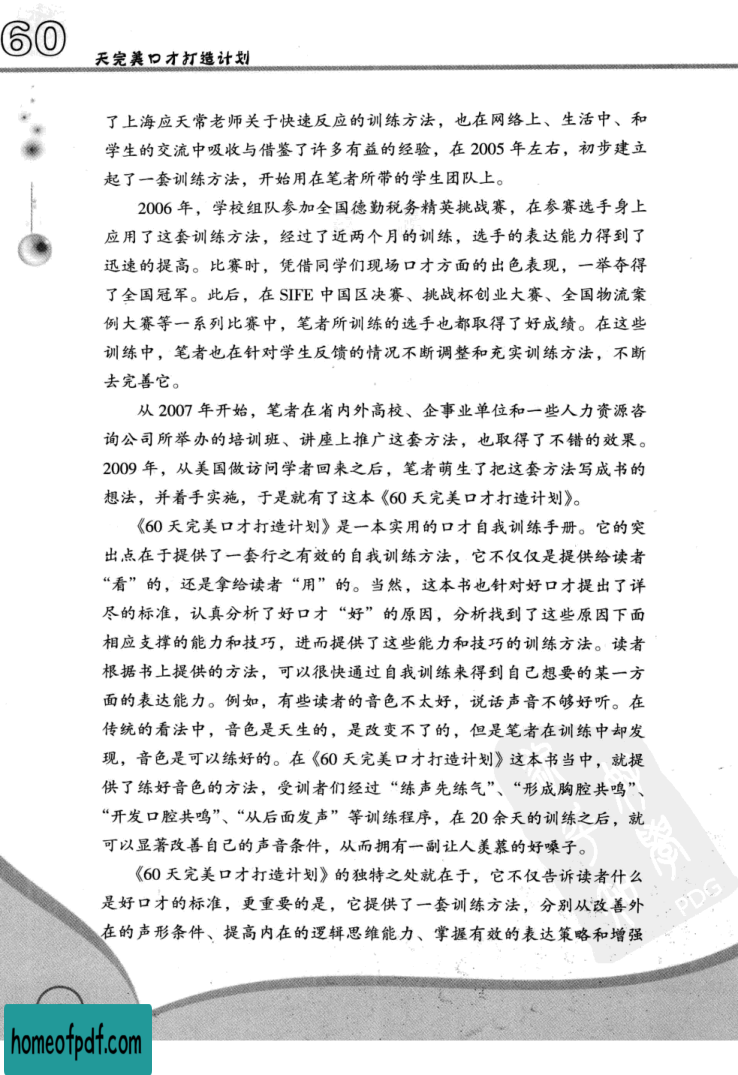 60
天完美口才打造计划
了上海应天常老师关于快速反应的训练方法，也在网络上、生活中、和
学生的交流中吸收与借鉴了许多有益的经验，在 2005 年左右，初步建立
起了一套训练方法，开始用在笔者所带的学生团队上。
2006 年，学校组队参加全国德勤税务精英挑战赛，在参赛选手身上
应用了这套训练方法，经过了近两个月的训练，选手的表达能力得到了
迅速的提高。比赛时，凭借同学们现场口才方面的出色表现，一举夺得
了全国冠军。此后，在 SIFE 中国区决赛、挑战杯创业大赛、全国物流案
例大赛等一系列比赛中，笔者所训练的选手也都取得了好成绩。在这些
训练中，笔者也在针对学生反馈的情况不断调整和充实训练方法，不断
去完善它。
从 2007 年开始，笔者在省内外高校、企事业单位和一些人力资源咨
询公司所举办的培训班、讲座上推广这套方法，也取得了不错的效果。
2009 年，从美国做访问学者回来之后，笔者萌生了把这套方法写成书的
想法，并着手实施，于是就有了这本《60 天完美口才打造计划》。
《60 天完美口才打造计划》是一本实用的口才自我训练手册。它的突
出点在于提供了一套行之有效的自我训练方法，它不仅仅是提供给读者
“看”的，还是拿给读者“用”的。当然，这本书也针对好口才提出了详
尽的标准，认真分析了好口才“好”的原因，分析找到了这些原因下面
相应支撑的能力和技巧，进而提供了这些能力和技巧的训练方法。读者
根据书上提供的方法，可以很快通过自我训练来得到自己想要的某一方
面的表达能力。例如，有些读者的音色不太好，说话声音不够好听。在
传统的看法中，音色是天生的，是改变不了的，但是笔者在训练中却发
现，音色是可以练好的。在《60 天完美口才打造计划》这本书当中，就提
供了练好音色的方法，受训者们经过“练声先练气”、“形成胸腔共鸣”、
“开发口腔共鸣”、“从后面发声”等训练程序，在 20 余天的训练之后，就
可以显著改善自己的声音条件，从而拥有一副让人羡慕的好嗓子。
《60 天完美口才打造计划》的独特之处就在于，它不仅告诉读者什么
是好口才的标准，更重要的是，它提供了一套训练方法，分别从改善外
在的声形条件、提高内在的逻辑思维能力、掌握有效的表达策略和增强
PDG
homeofpdf.com